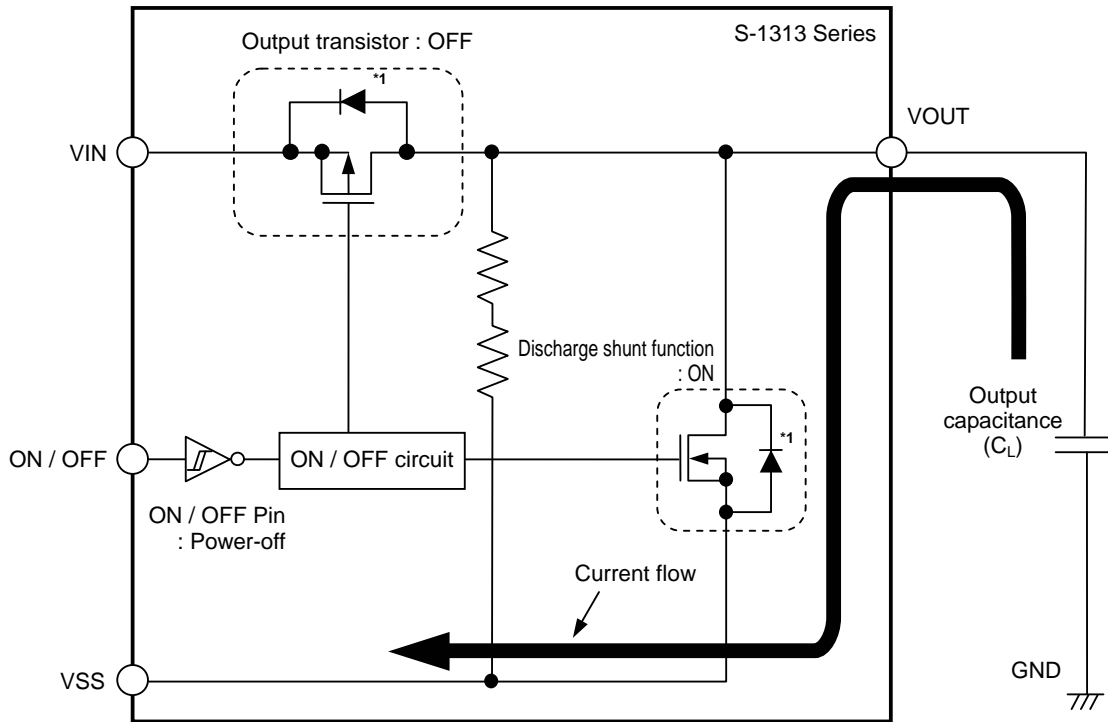 S-1313 Series
Output transistor : OFF
*1
VOUT
VIN
Discharge shunt function
: ON
*1
Output
capacitance
(CL)
ON / OFF
ON / OFF circuit
ON / OFF Pin
: Power-off
Current flow
GND
VSS